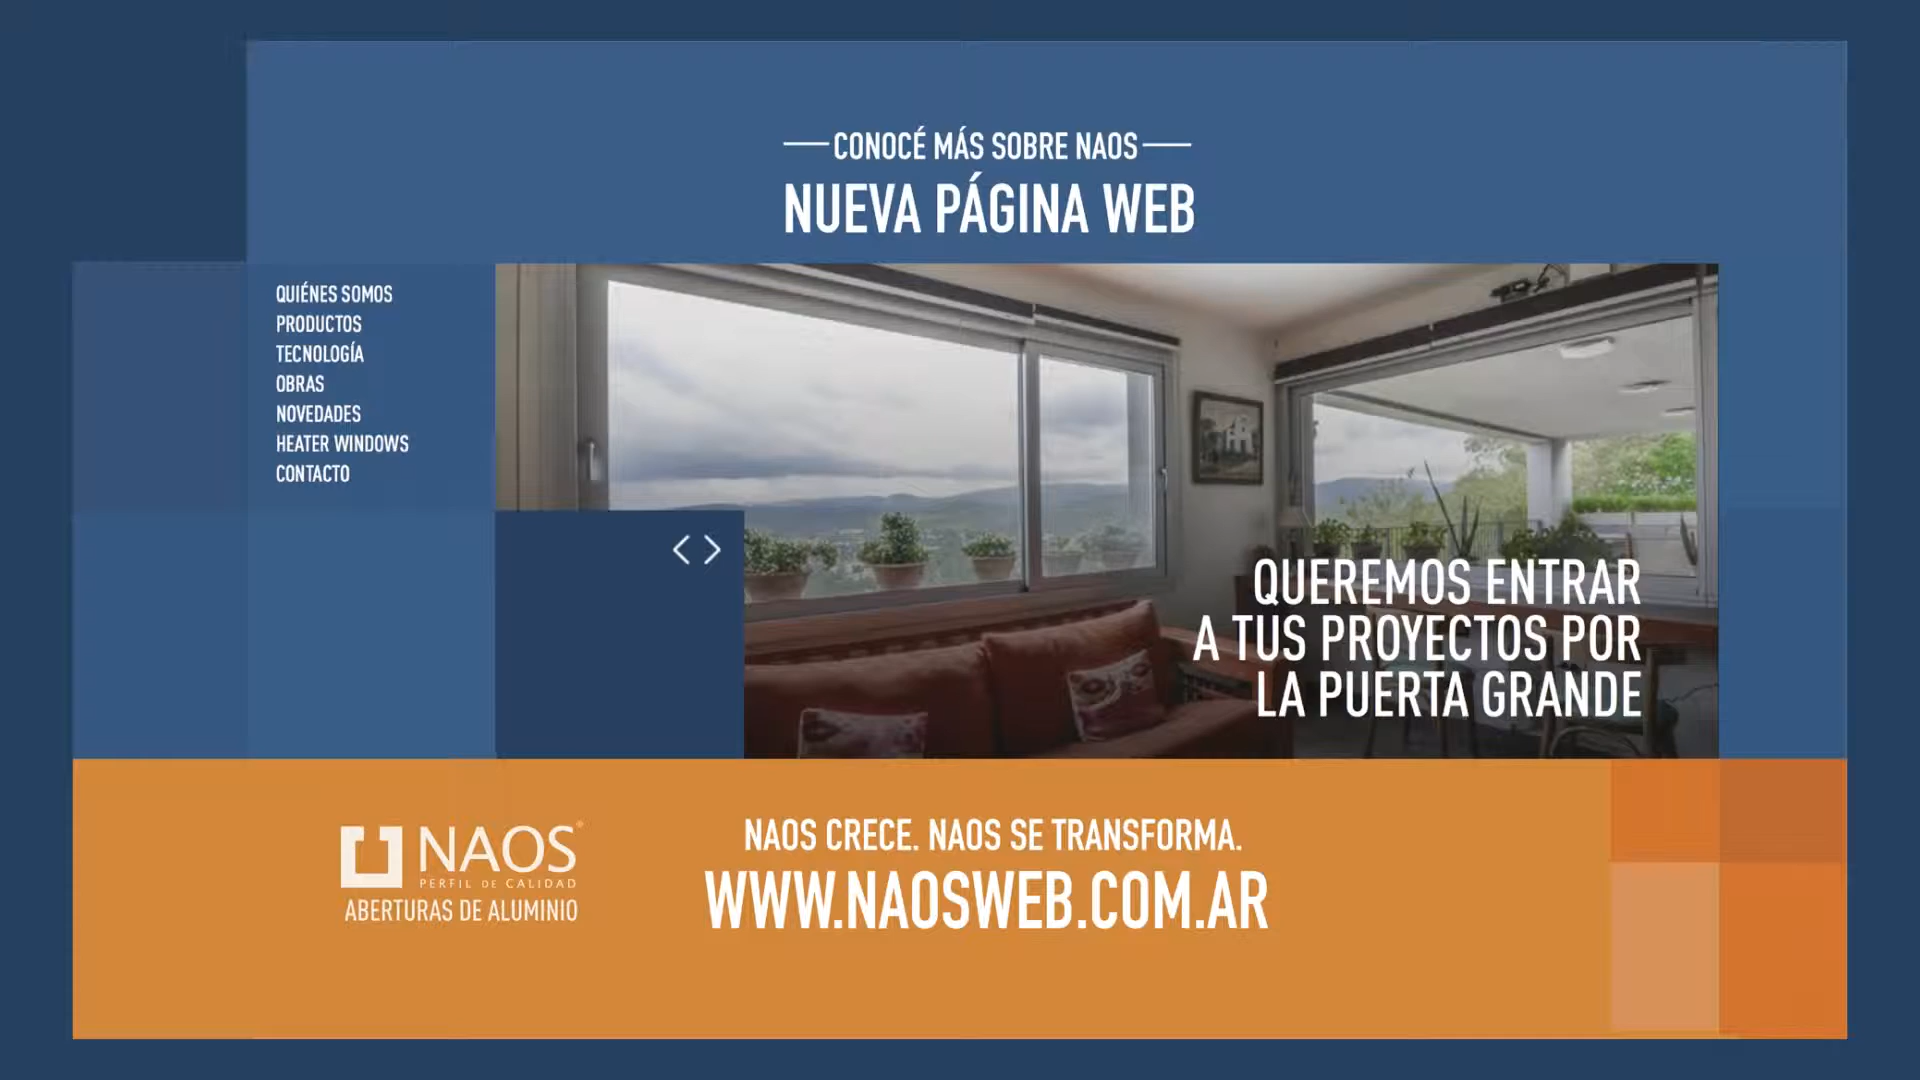 CONOCÉ MÁS SOBRE NAOS
NUEVA PÁGINA WEB
QUIÉNES SOMOS
PRODUCTOS
TECNOLOGÍA
OBRAS
NOVEDADES
HEATER WINDOWS
CONTACTO
QUEREMOS ENTRAR
A TUS PROYECTOS POR
LA PUERTA GRANDE
NAOS
PERFIL DE CALIDAD
ABERTURAS DE ALUMINIO
NAOS CRECE. NAOS SE TRANSFORMA.
WWW.NAOSWEB.COM.AR